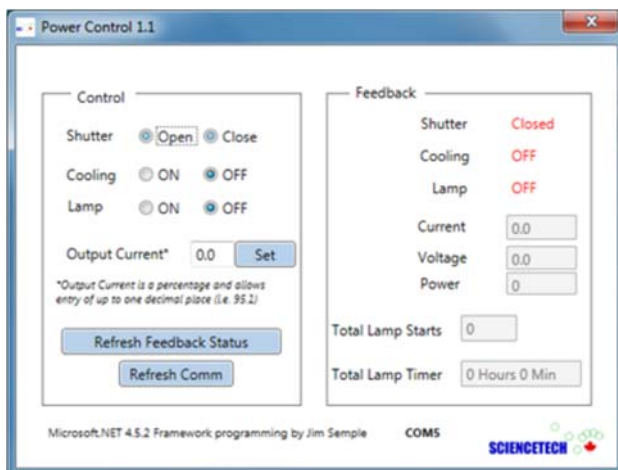 Power Control 1.1
Control
Shutter Open Close
Cooling ON OFF
Lamp ON OFF
Output Current* 0.0 Set
*Output Current is a percentage and allows
entry of up to one decimal place (i.e. 95.1)
Refresh Feedback Status
Refresh Comm
Feedback
Shutter Closed
Cooling OFF
Lamp OFF
Current 0.0
Voltage 0.0
Power 0
Total Lamp Starts 0
Total Lamp Timer 0 Hours 0 Min
Microsoft.NET 4.5.2 Framework programming by Jim Semple COM5
SCIENCETECH